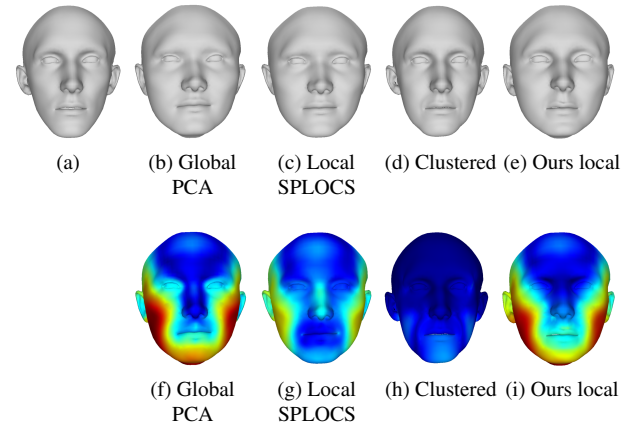 (a)
(b) Global
PCA
(c) Local
SPLOCS
(d) Clustered
(e) Ours local
(f) Global
PCA
(g) Local
SPLOCS
(h) Clustered
(i) Ours local